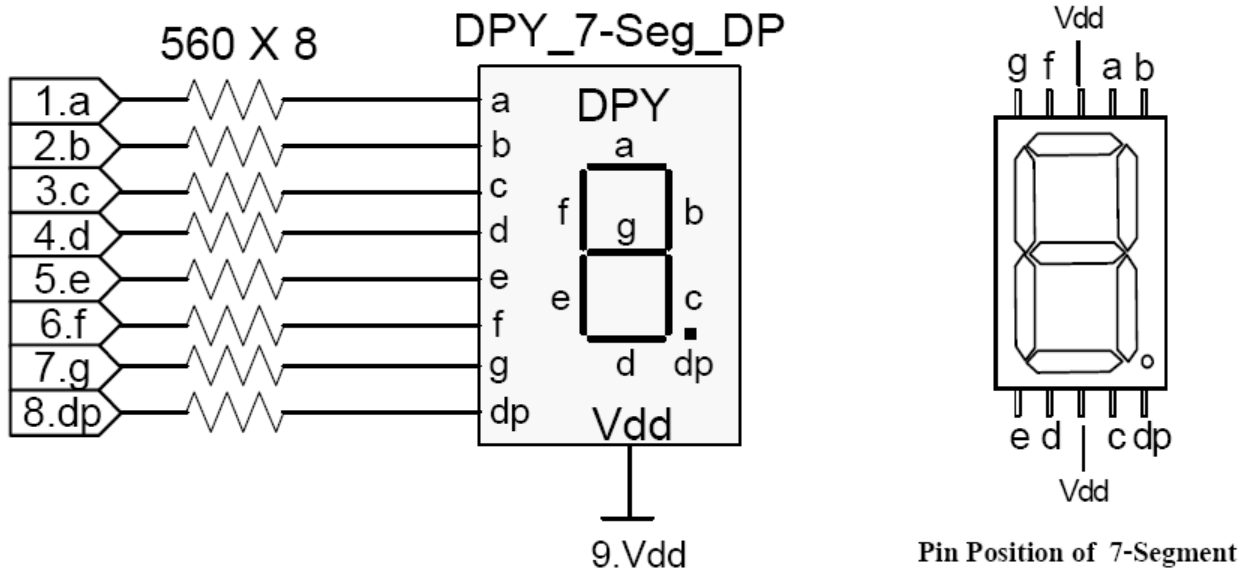 560 X 8
DPY_7-Seg_DP
1.a
2.b
3.c
4.d
5.e
6.f
7.g
8.dp
a
b
c
d
e
f
g
dp
DPY
a
f b
g
e c
d dp
Vdd
9.Vdd
Vdd
g f a b
e d c dp
Vdd
Pin Position of 7-Segment